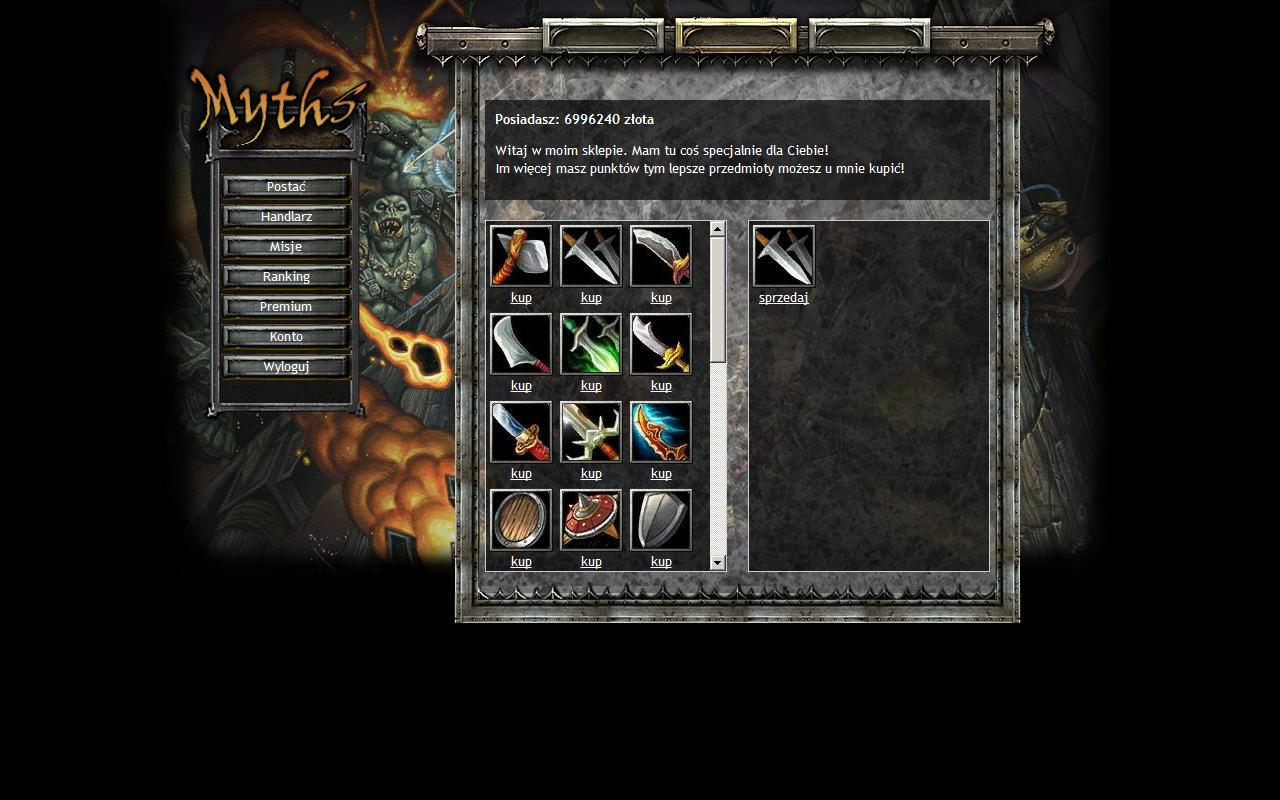 Myths
Postać
Handlarz
Misje
Ranking
Premium
Konto
Wyloguj
Posiadasz: 6996240 złota
Witaj w moim sklepie. Mam tu coś specjalnie dla Ciebie!
Im więcej masz punktów tym lepsze przedmioty możesz u mnie kupić!
kup kup kup
kup kup kup
kup kup kup
kup kup kup
sprzedaj